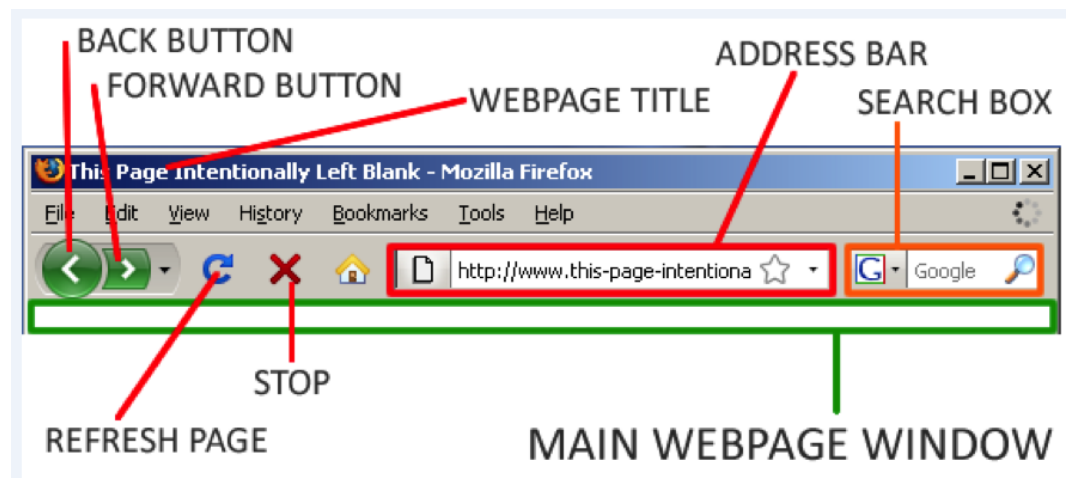 BACK BUTTON
FORWARD BUTTON
ADDRESS BAR
WEBPAGE TITLE
SEARCH BOX
This Page Intentionally Left Blank - Mozilla Firefox
File Edit View History Bookmarks Tools Help
http://www.this-page-intentiona
G Google
STOP
REFRESH PAGE
MAIN WEBPAGE WINDOW